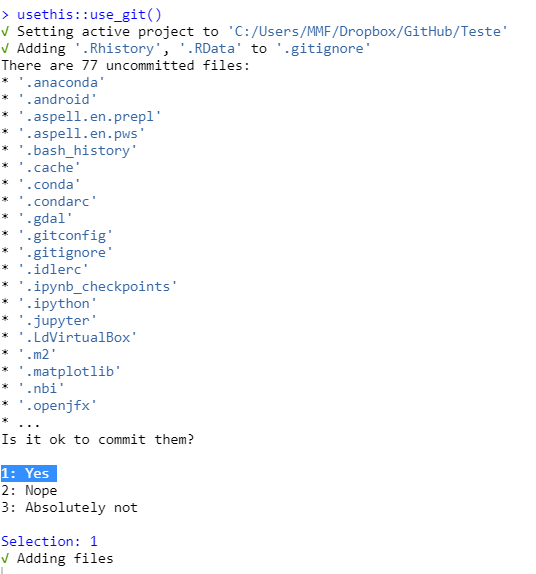 > usethis::use_git()
√ Setting active project to 'C:/Users/MMF/Dropbox/GitHub/Teste'
√ Adding '.Rhistory', '.RData' to '.gitignore'
There are 77 uncommitted files:
* '.anaconda'
* '.android'
* '.aspell.en.prepl'
* '.aspell.en.pws'
* '.bash_history'
* '.cache'
* '.conda'
* '.condarc'
* '.gdal'
* '.gitconfig'
* '.gitignore'
* '.idlerc'
* '.ipynb_checkpoints'
* '.ipython'
* '.jupyter'
* '.LdVirtualBox'
* '.m2'
* '.matplotlib'
* '.nbi'
* '.openjfx'
* ...
Is it ok to commit them?
1: Yes
2: Nope
3: Absolutely not
Selection: 1
√ Adding files